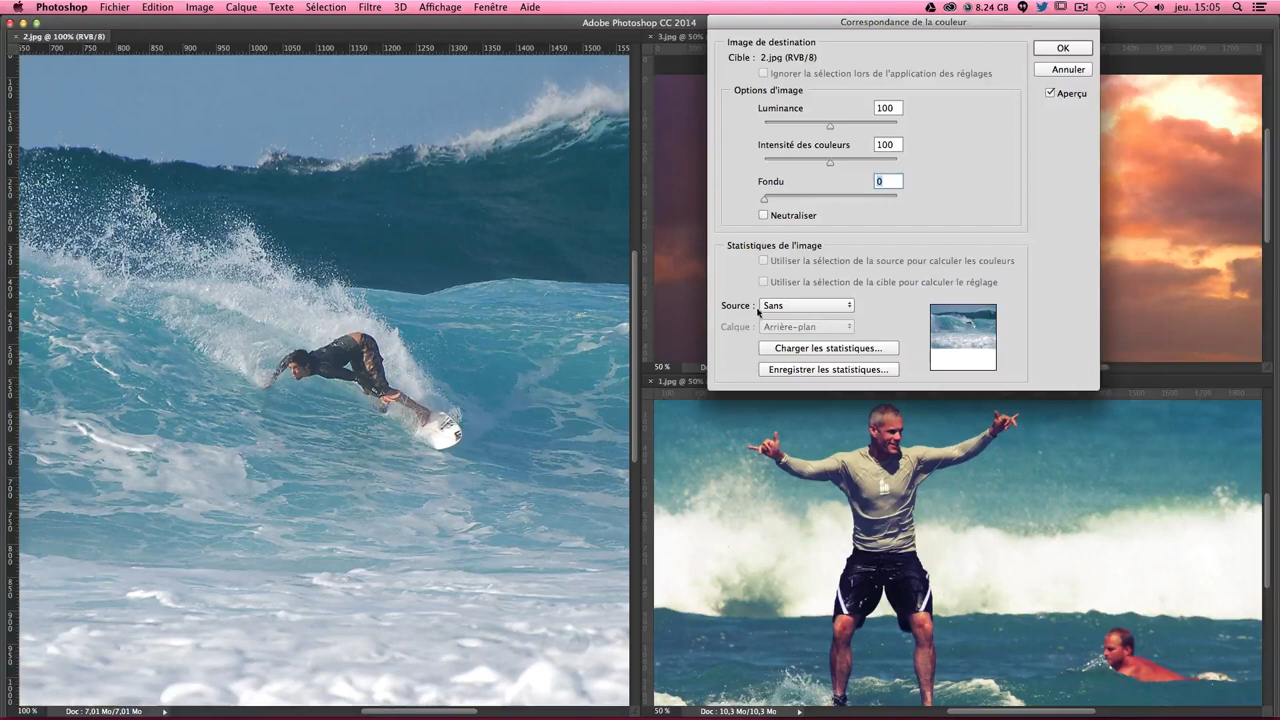 Photoshop Fichier Edition Image Calque Texte Sélection Filtre 3D Affichage Fenêtre Aide 8.24 GB jeu. 15:05
Adobe Photoshop CC 2014
2.jpg @ 100% (RVB/8)
3.jpg @ 50%
Correspondance de la couleur
Image de destination
Cible : 2.jpg (RVB/8)
Ignorer la sélection lors de l'application des réglages
Options d'image
Luminance 100
Intensité des couleurs 100
Fondu 0
Neutraliser
OK
Annuler
Aperçu
Statistiques de l'image
Utiliser la sélection de la source pour calculer les couleurs
Utiliser la sélection de la cible pour calculer le réglage
Source : Sans
Calque : Arrière-plan
Charger les statistiques...
Enregistrer les statistiques...
50 %
1.jpg @ 50%
100 % Doc : 7,01 Mo/7,01 Mo
50 % Doc : 10,3 Mo/10,3 Mo